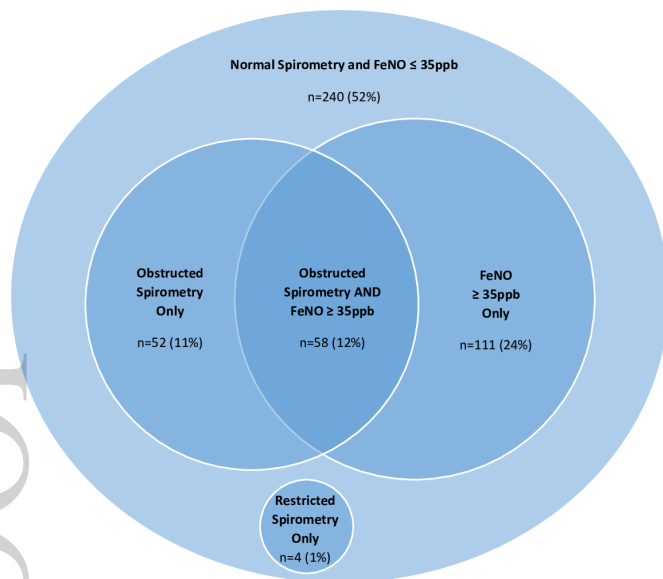 Normal Spirometry and FeNO ≤ 35ppb
n=240 (52%)
Obstructed
Spirometry
Only
n=52 (11%)
Obstructed
Spirometry AND
FeNO ≥ 35ppb
n=58 (12%)
FeNO
≥ 35ppb
Only
n=111 (24%)
Restricted
Spirometry
Only
n=4 (1%)